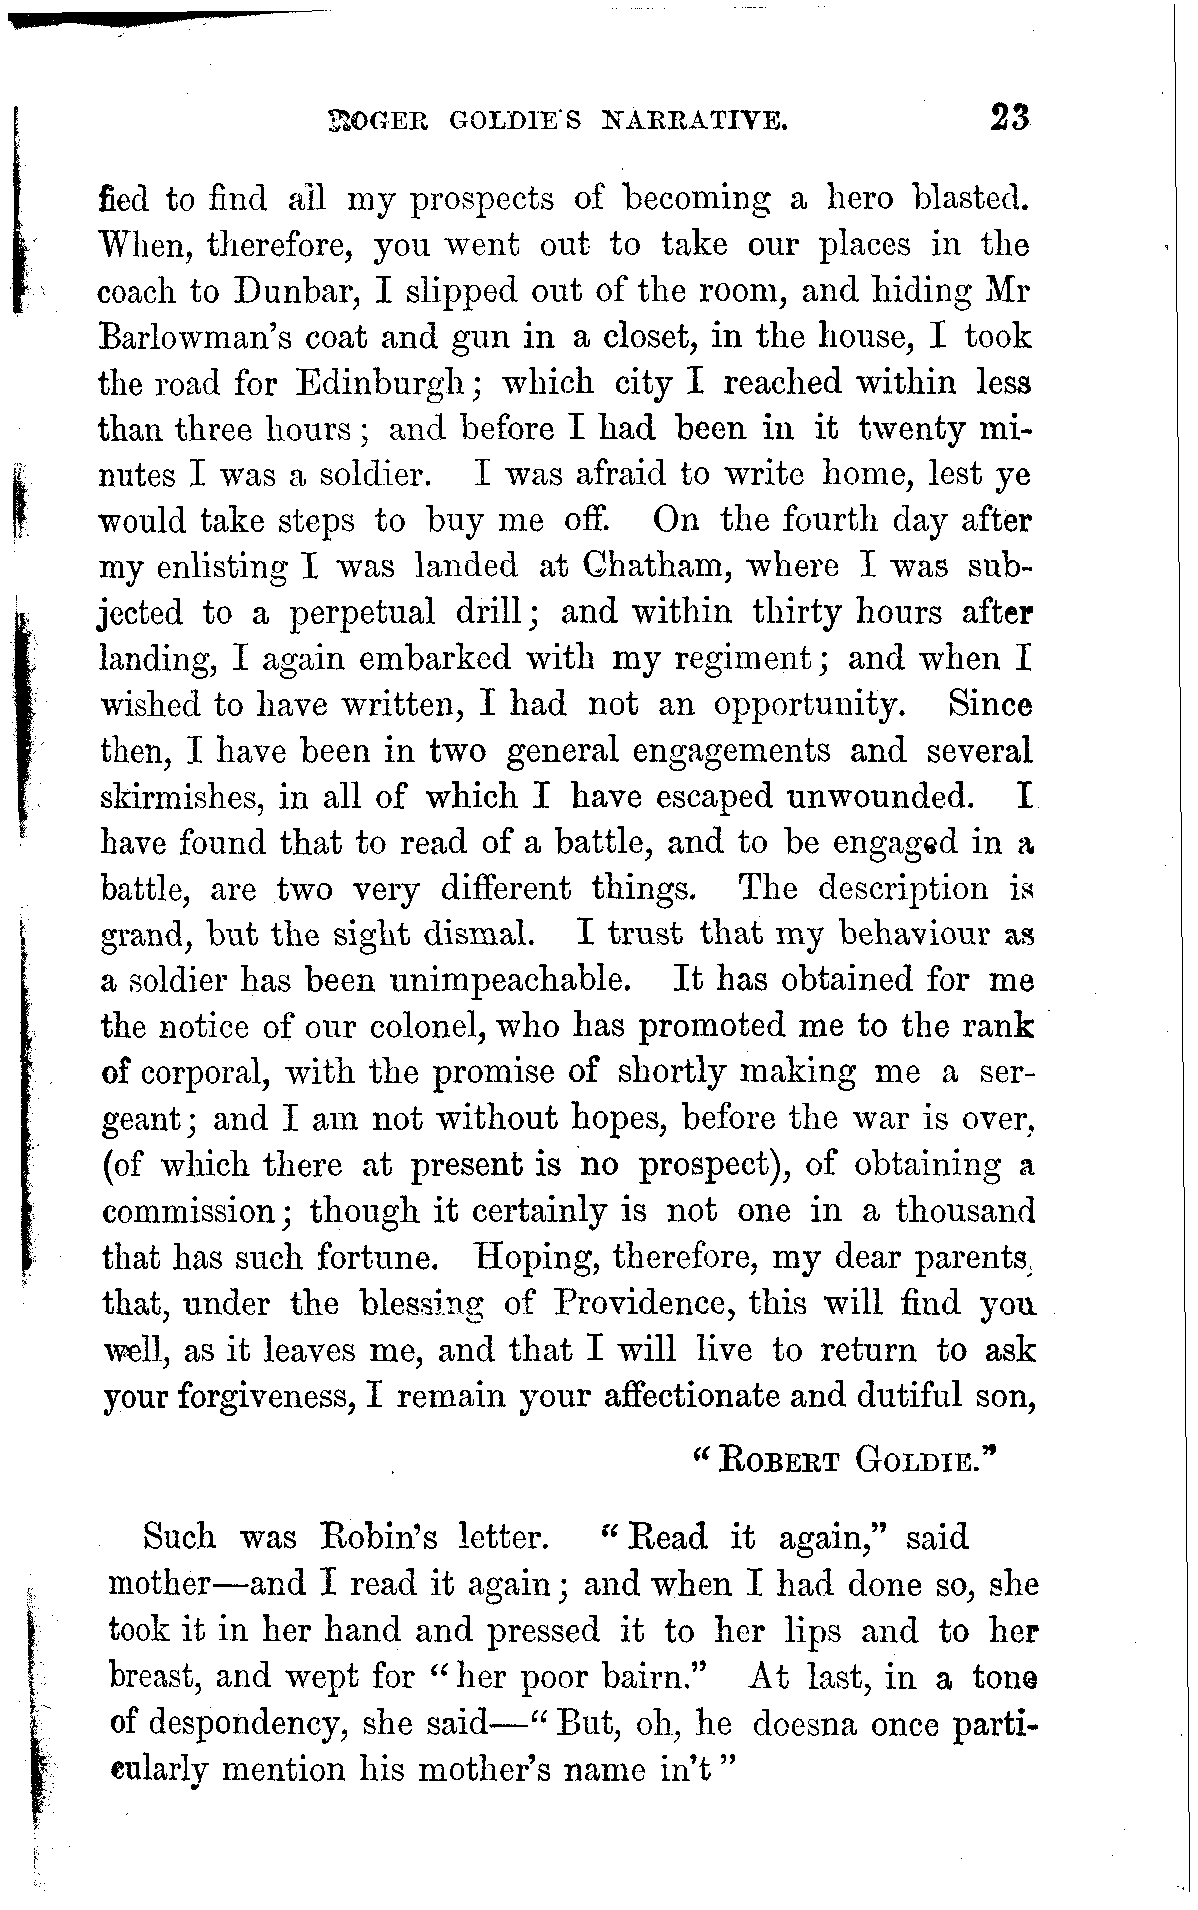 ROGER GOLDIE'S NARRATIVE. 23
fied to find all my prospects of becoming a hero blasted.
When, therefore, you went out to take our places in the
coach to Dunbar, I slipped out of the room, and hiding Mr
Barlowman's coat and gun in a closet, in the house, I took
the road for Edinburgh; which city I reached within less
than three hours; and before I had been in it twenty mi-
nutes I was a soldier. I was afraid to write home, lest ye
would take steps to buy me off. On the fourth day after
my enlisting I was landed at Chatham, where I was sub-
jected to a perpetual drill; and within thirty hours after
landing, I again embarked with my regiment; and when I
wished to have written, I had not an opportunity. Since
then, I have been in two general engagements and several
skirmishes, in all of which I have escaped unwounded. I
have found that to read of a battle, and to be engaged in a
battle, are two very different things. The description is
grand, but the sight dismal. I trust that my behaviour as
a soldier has been unimpeachable. It has obtained for me
the notice of our colonel, who has promoted me to the rank
of corporal, with the promise of shortly making me a ser-
geant; and I am not without hopes, before the war is over,
(of which there at present is no prospect), of obtaining a
commission; though it certainly is not one in a thousand
that has such fortune. Hoping, therefore, my dear parents,
that, under the blessing of Providence, this will find you
well, as it leaves me, and that I will live to return to ask
your forgiveness, I remain your affectionate and dutiful son,
"ROBERT GOLDIE."
Such was Robin's letter. "Read it again," said
mother—and I read it again; and when I had done so, she
took it in her hand and pressed it to her lips and to her
breast, and wept for "her poor bairn." At last, in a tone
of despondency, she said—"But, oh, he doesna once parti-
cularly mention his mother's name in't"